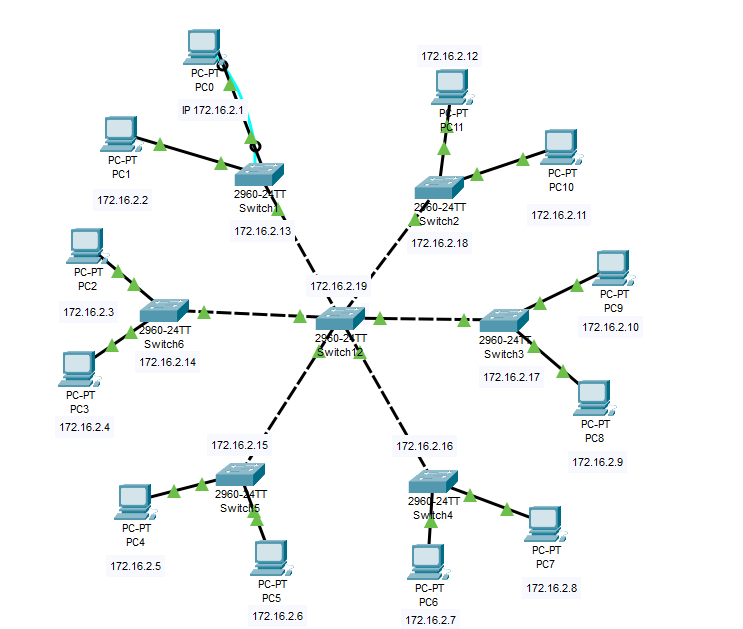 172.16.2.12
PC-PT
PC0
PC-PT
PC11
IP 172.16.2.1
PC-PT
PC1
PC-PT
PC10
172.16.2.2
2960-24TT
Switch1
2960-24TT
Switch2
172.16.2.11
172.16.2.13
172.16.2.18
PC-PT
PC2
172.16.2.19
PC-PT
PC9
172.16.2.3
172.16.2.10
2960-24TT
Switch6
2960-24TT
Switch12
2960-24TT
Switch3
172.16.2.14
172.16.2.17
PC-PT
PC3
172.16.2.4
PC-PT
PC8
172.16.2.15
172.16.2.16
172.16.2.9
2960-24TT
Switch5
2960-24TT
Switch4
PC-PT
PC4
PC-PT
PC7
172.16.2.5
PC-PT
PC5
PC-PT
PC6
172.16.2.8
172.16.2.6
172.16.2.7